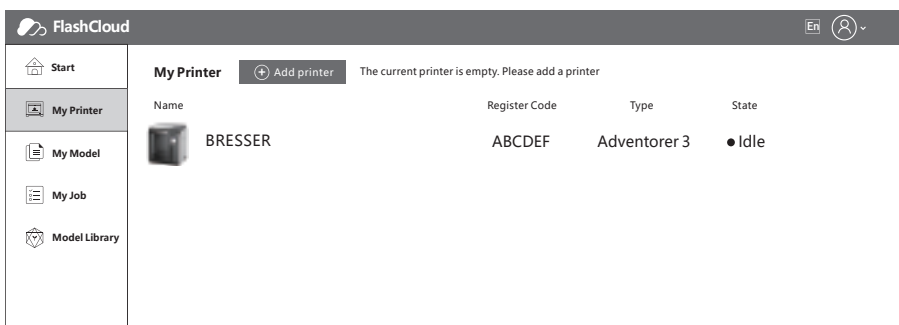 FlashCloud
En
Start
My Printer
My Model
My Job
Model Library
My Printer
Add printer
The current printer is empty. Please add a printer
Name
Register Code
Type
State
BRESSER
ABCDEF
Adventorer 3
Idle